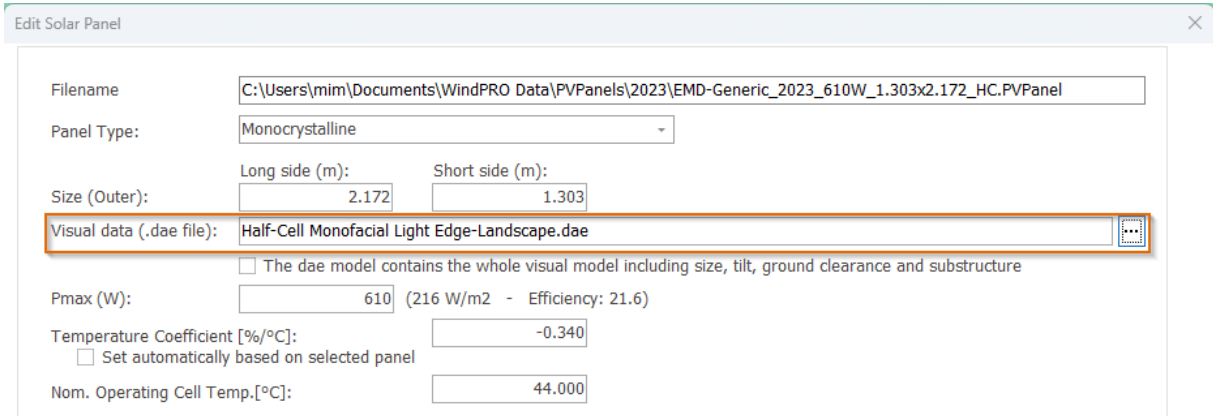 Edit Solar Panel
Filename C:\Users\mim\Documents\WindPRO Data\PVPanels\2023\EMD-Generic_2023_610W_1.303x2.172_HC.PVPanel
Panel Type: Monocrystalline
Long side (m): Short side (m):
Size (Outer): 2.172 1.303
Visual data (.dae file): Half-Cell Monofacial Light Edge-Landscape.dae ...
The dae model contains the whole visual model including size, tilt, ground clearance and substructure
Pmax (W): 610 (216 W/m2 - Efficiency: 21.6)
Temperature Coefficient [%/°C]: -0.340
Set automatically based on selected panel
Nom. Operating Cell Temp.[°C]: 44.000